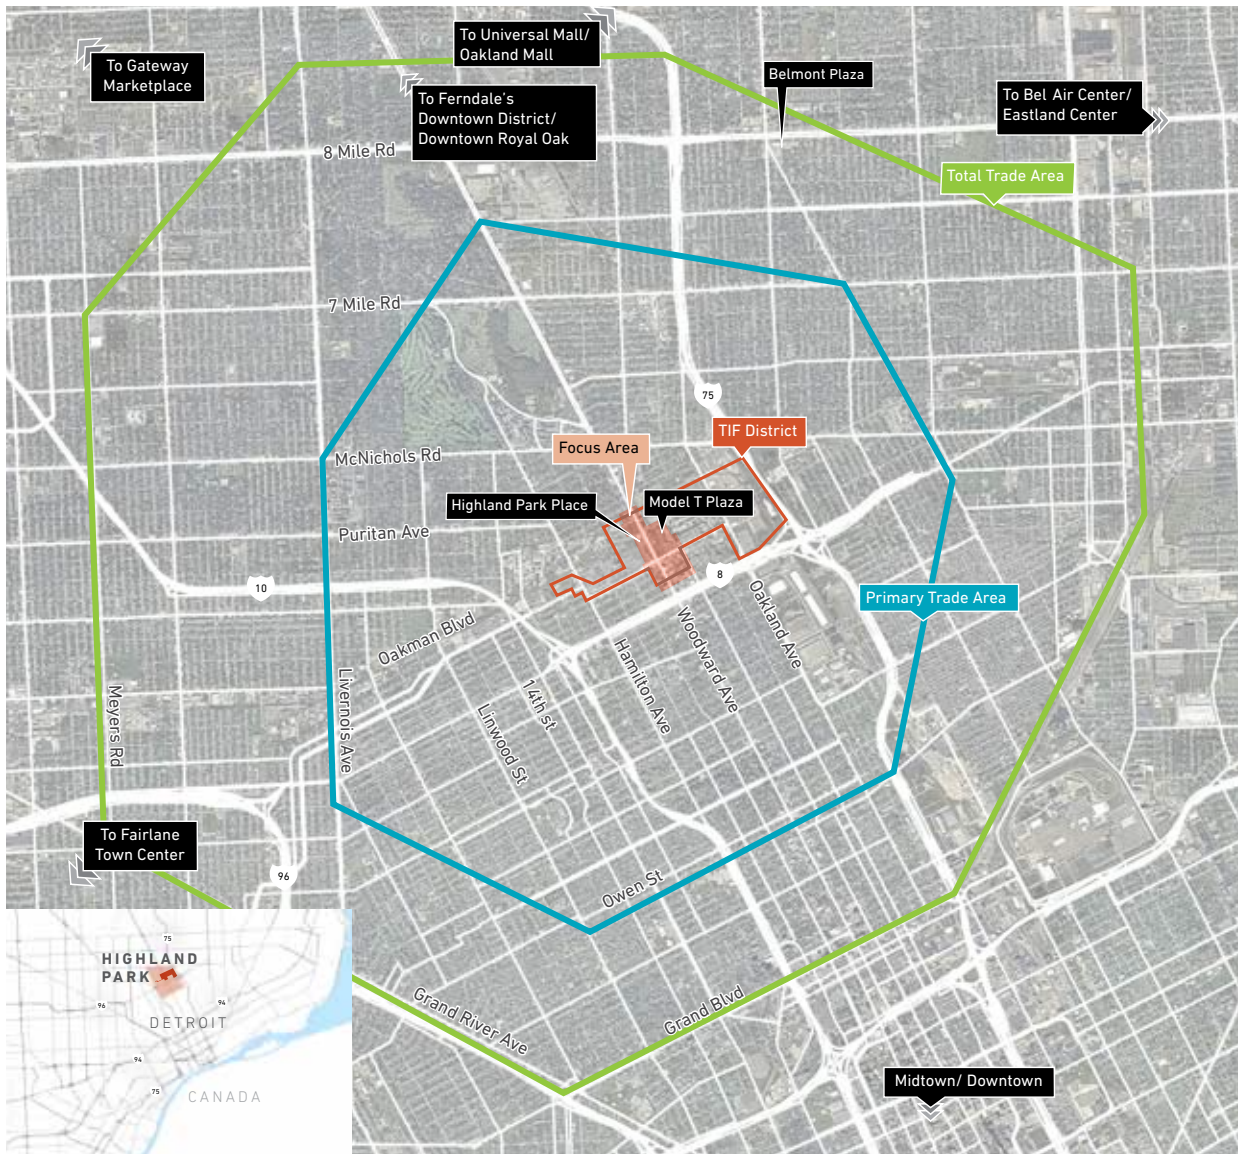 To Universal Mall/
Oakland Mall
To Gateway
Marketplace
Belmont Plaza
To Ferndale's
Downtown District/
Downtown Royal Oak
To Bel Air Center/
Eastland Center
8 Mile Rd
Total Trade Area
7 Mile Rd
75
TIF District
Focus Area
McNichols Rd
Highland Park Place
Model T Plaza
Puritan Ave
10
8
Primary Trade Area
Oakman Blvd
Oakland Ave
Woodward Ave
Hamilton Ave
14th st
Linwood St
Livernois Ave
Meyers Rd
To Fairlane
Town Center
96
Owen St
Grand River Ave
Grand Blvd
Midtown/ Downtown
75
HIGHLAND
PARK
96
94
DETROIT
94
75
CANADA